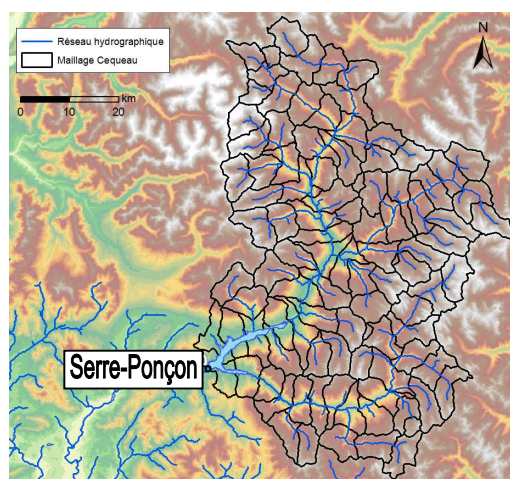 Réseau hydrographique
Maillage Cequeau
N
km
0 10 20
Serre-Ponçon